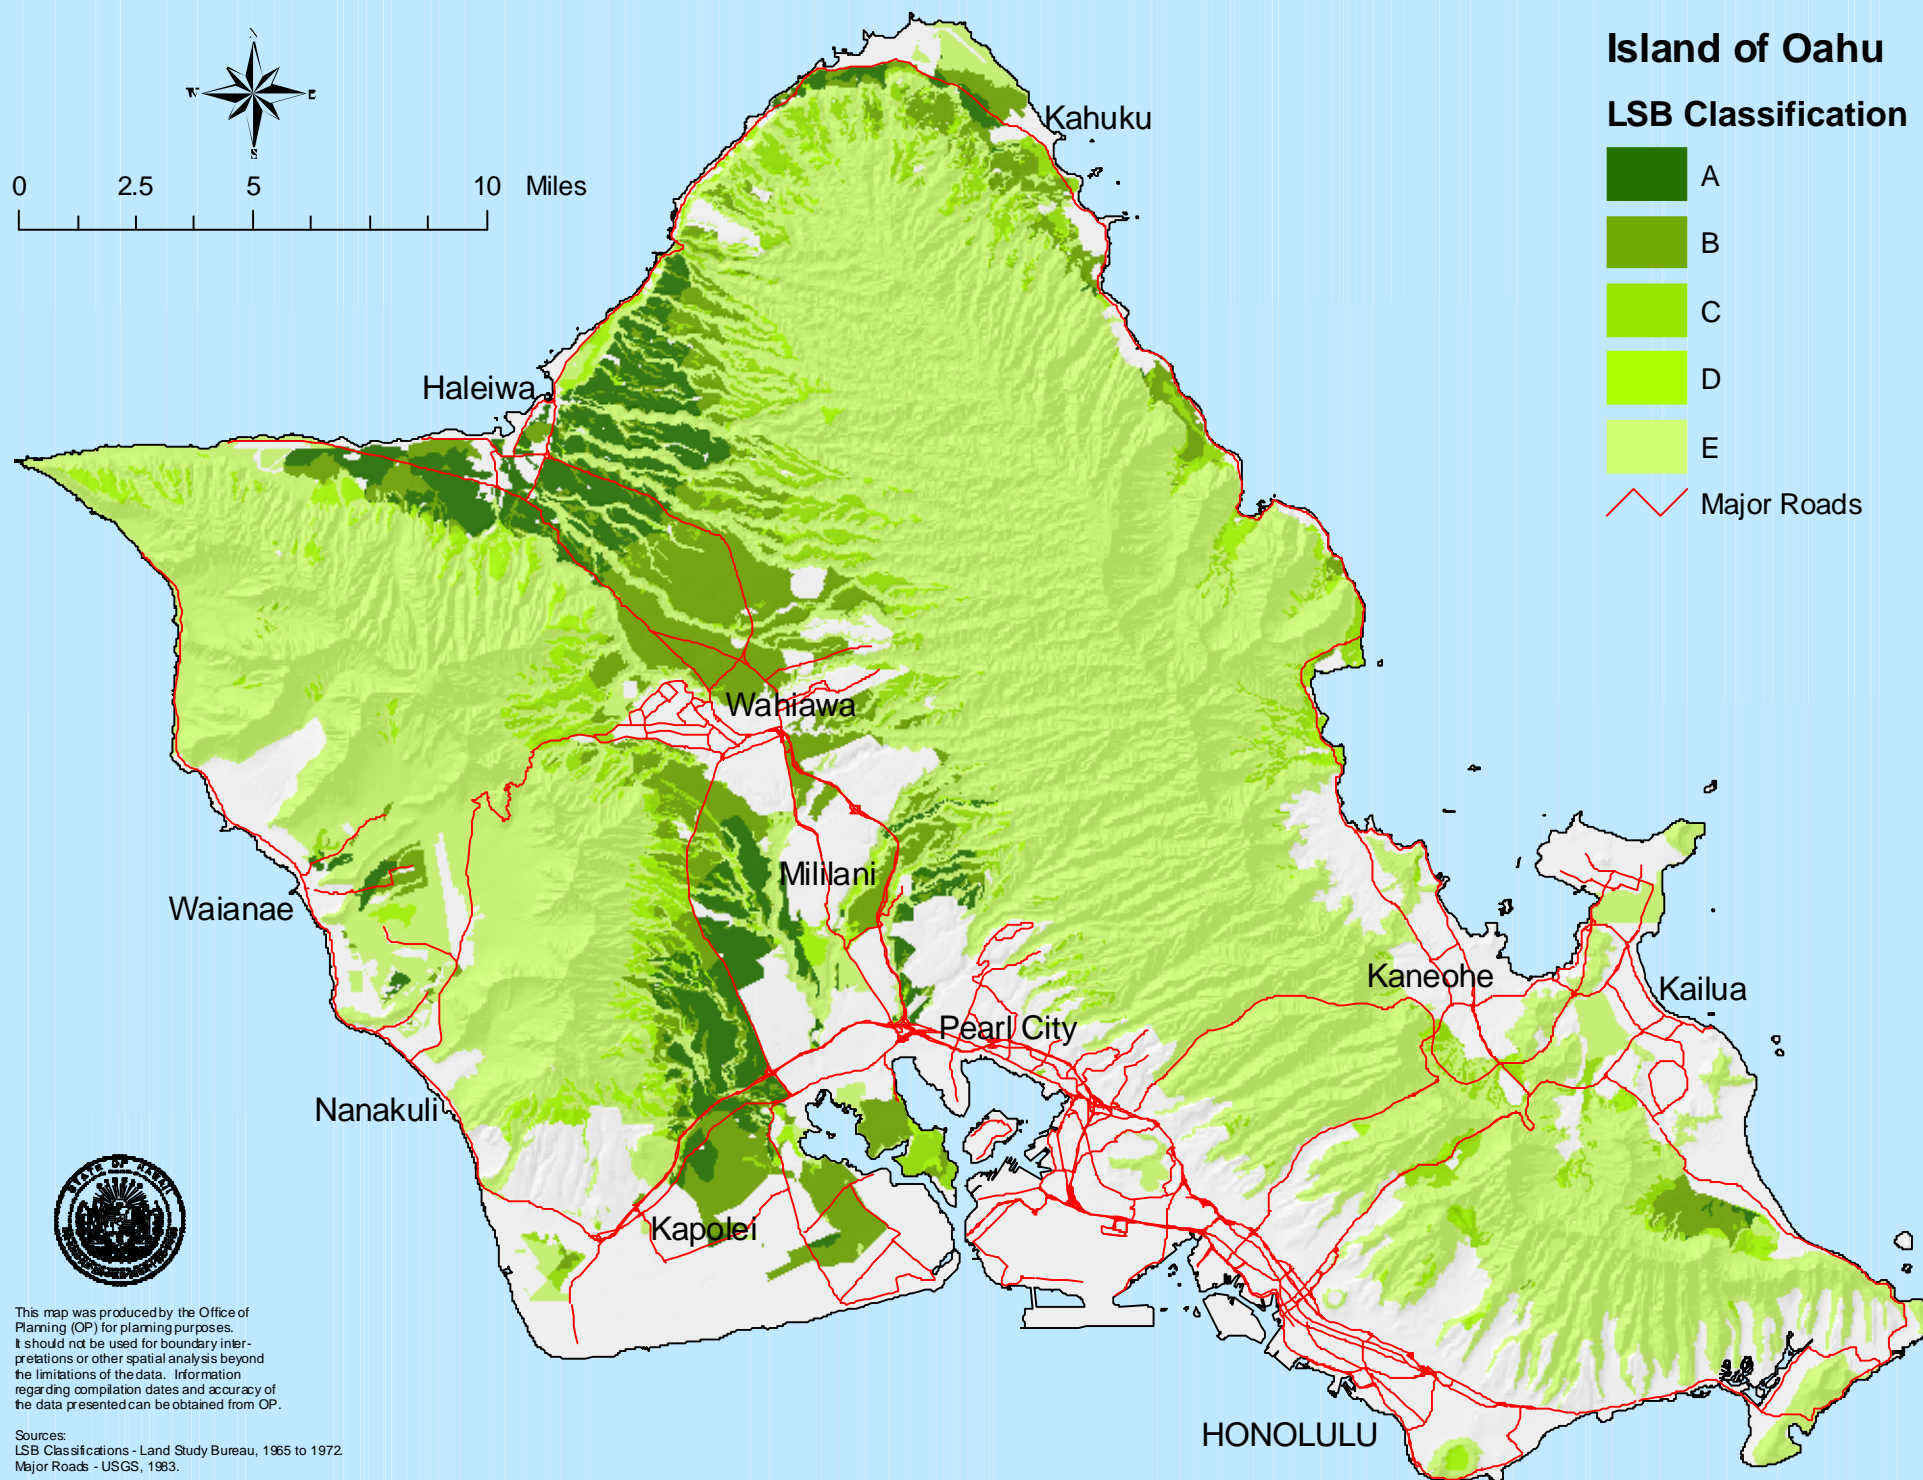 Island of Oahu
LSB Classification
A
B
C
D
E
Major Roads
N
W
E
S
0 2.5 5 10 Miles
Kahuku
Haleiwa
Wahiawa
Mililani
Waianae
Kaneohe
Kailua
Pearl City
Nanakuli
Kapolei
HONOLULU
STATE OF HAWAII
This map was produced by the Office of
Planning (OP) for planning purposes.
It should not be used for boundary inter-
pretations or other spatial analysis beyond
the limitations of the data. Information
regarding compilation dates and accuracy of
the data presented can be obtained from OP.
Sources:
LSB Classifications - Land Study Bureau, 1965 to 1972.
Major Roads - USGS, 1983.